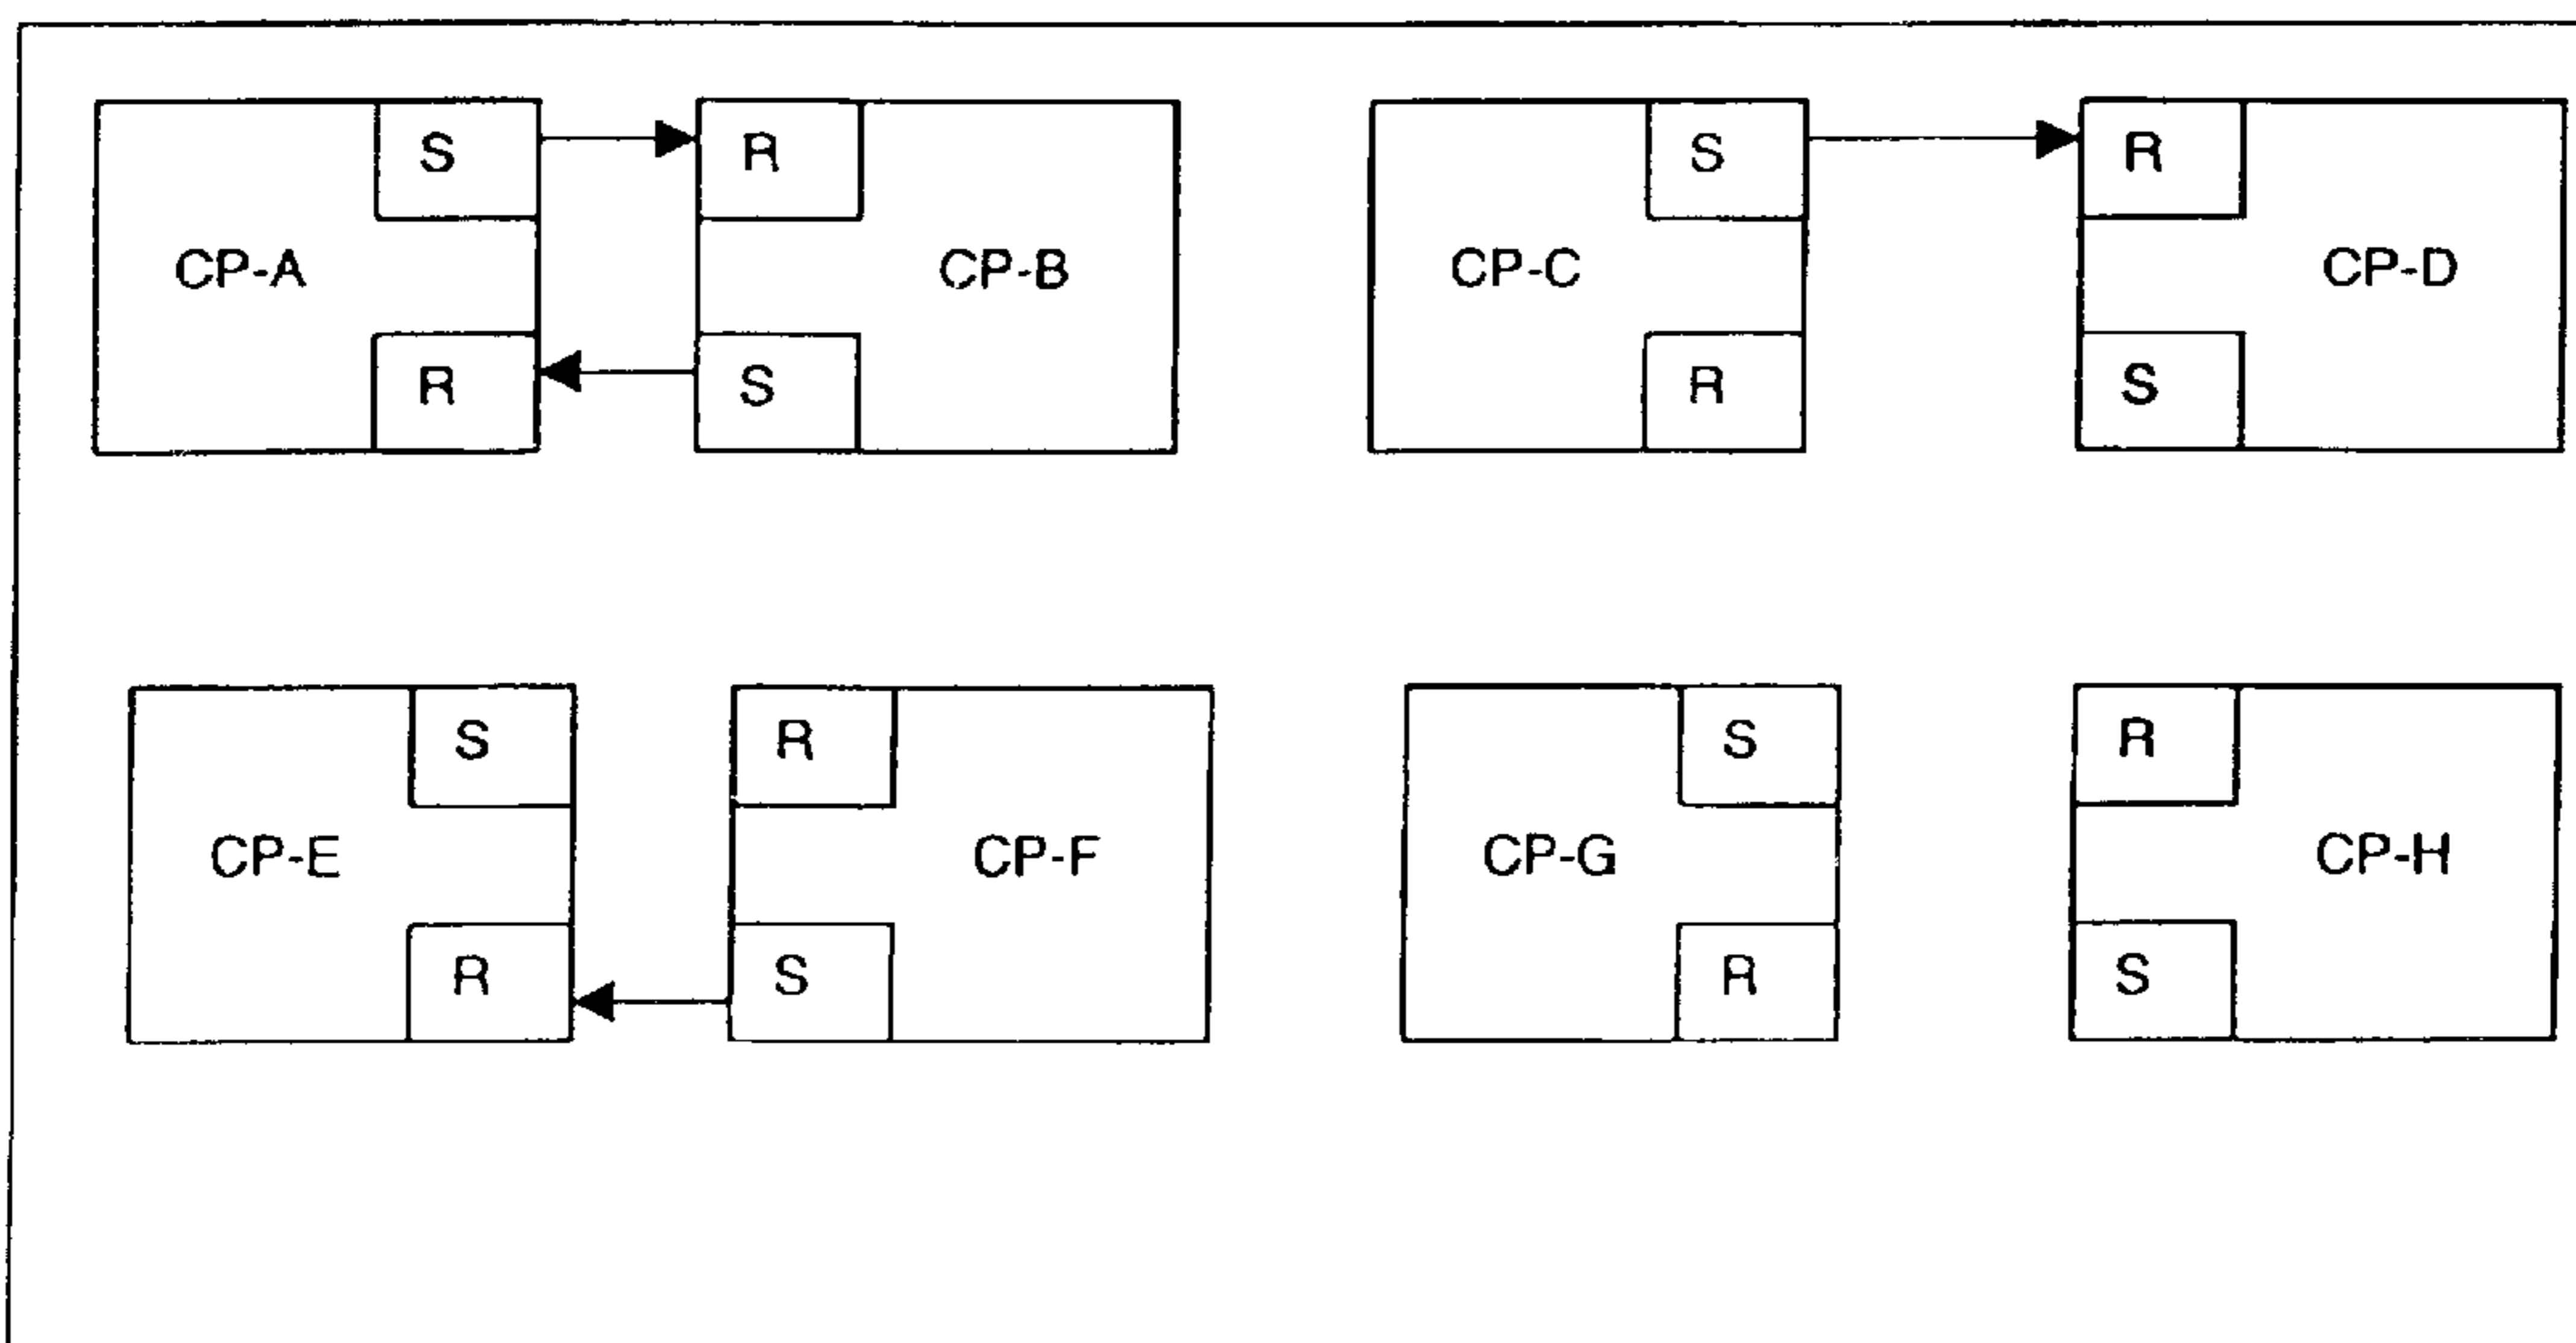 S R S R
CP-A CP-B CP-C CP-D
R S R S
S R S R
CP-E CP-F CP-G CP-H
R S R S